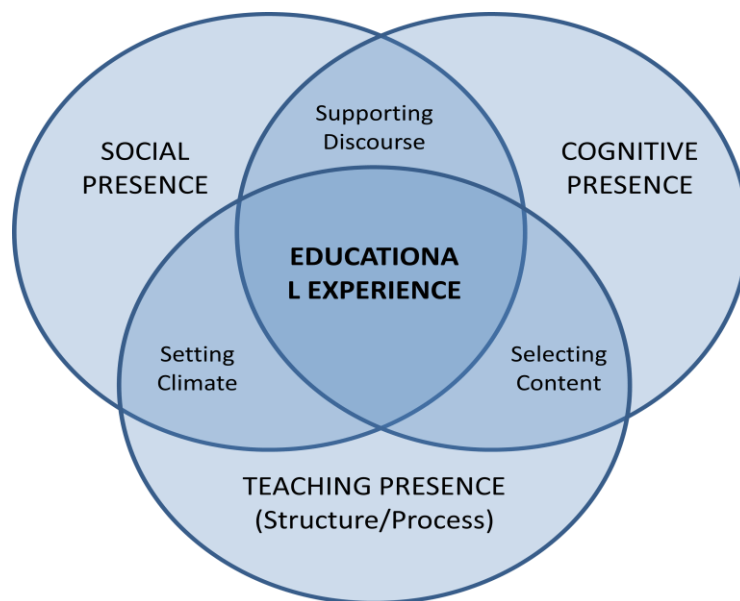 Supporting
Discourse
SOCIAL
PRESENCE
COGNITIVE
PRESENCE
EDUCATIONA
L EXPERIENCE
Setting
Climate
Selecting
Content
TEACHING PRESENCE
(Structure/Process)